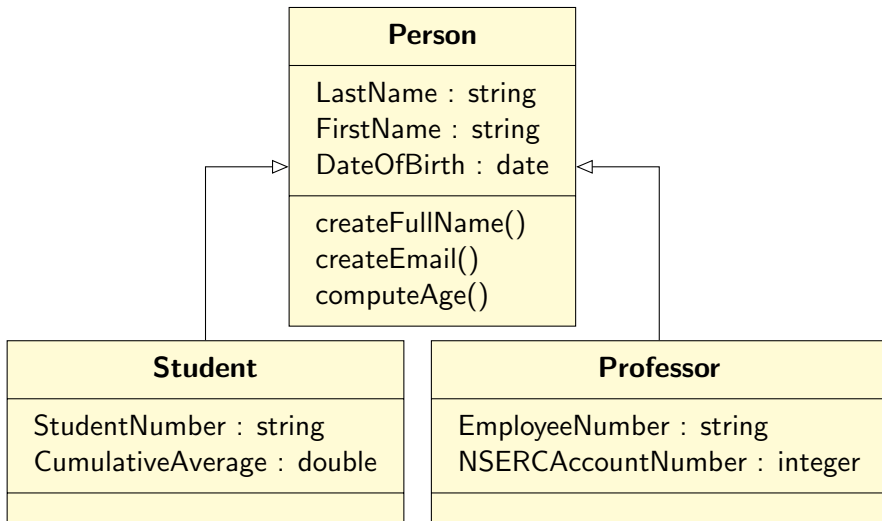 Person
LastName : string
FirstName : string
DateOfBirth : date
createFullName()
createEmail()
computeAge()
Student
StudentNumber : string
CumulativeAverage : double
Professor
EmployeeNumber : string
NSERCAccountNumber : integer